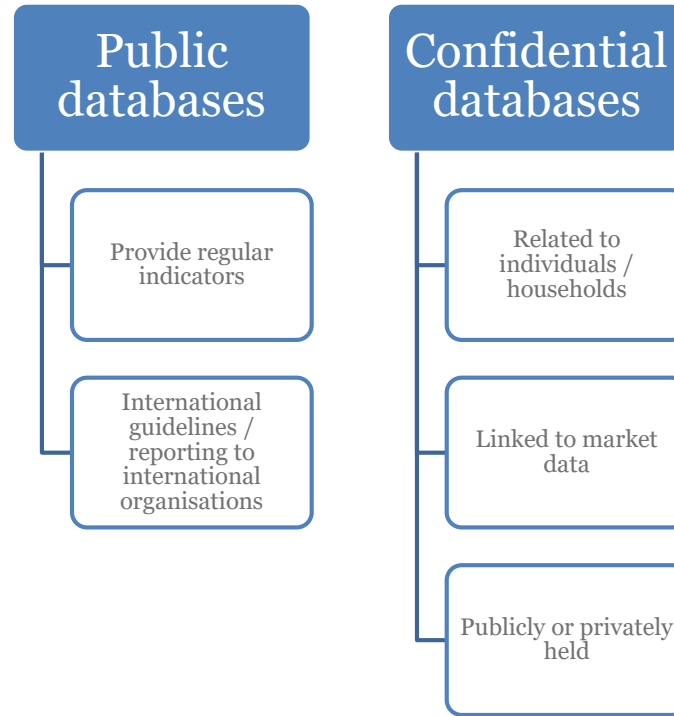 Public
databases
Provide regular
indicators
International
guidelines /
reporting to
international
organisations
Confidential
databases
Related to
individuals /
households
Linked to market
data
Publicly or privately
held